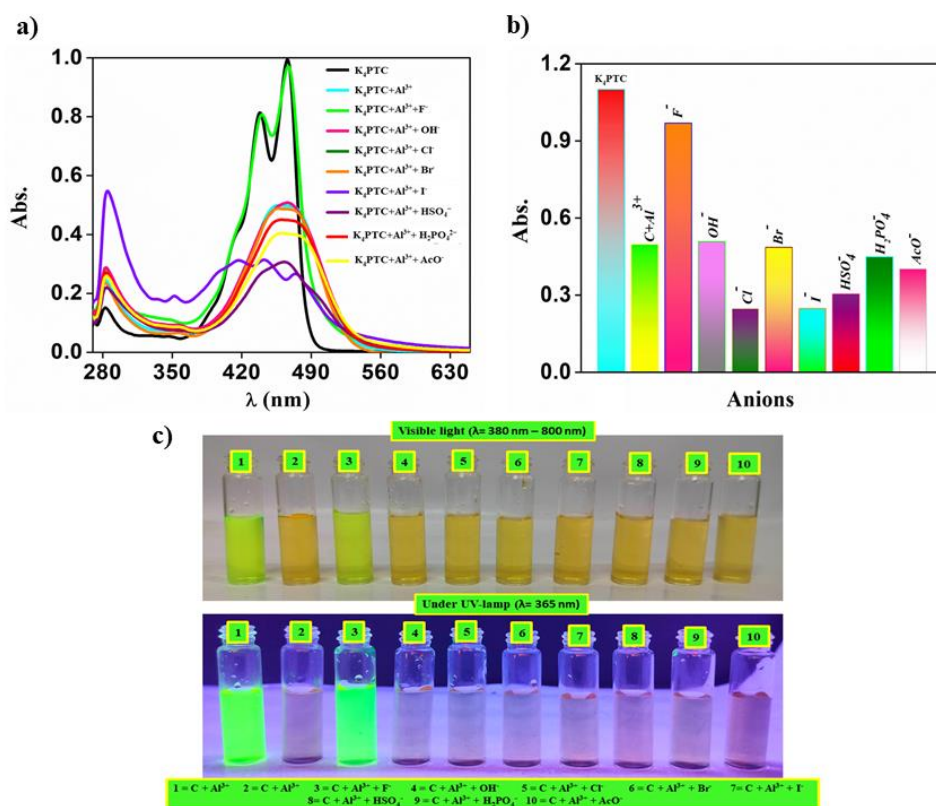 a)
Abs.
1.0
0.8
0.6
0.4
0.2
0.0
280 350 420 490 560 630
λ (nm)
K₄PTC
K₄PTC+Al³⁺
K₄PTC+Al³⁺+F⁻
K₄PTC+Al³⁺+ OH⁻
K₄PTC+Al³⁺+ Cl⁻
K₄PTC+Al³⁺+ Br⁻
K₄PTC+Al³⁺+ I⁻
K₄PTC+Al³⁺+ HSO₄⁻
K₄PTC+Al³⁺+ H₂PO₄²⁻
K₄PTC+Al³⁺+ AcO⁻
b)
Abs.
1.2
0.9
0.6
0.3
0.0
K₄PTC
C+Al³⁺
F⁻
OH⁻
Cl⁻
Br⁻
I⁻
HSO₄⁻
H₂PO₄⁻
AcO⁻
Anions
c)
Visible light (λ= 380 nm – 800 nm)
1 2 3 4 5 6 7 8 9 10
Under UV-lamp (λ= 365 nm)
1 2 3 4 5 6 7 8 9 10
1 = C + Al³⁺ 2 = C + Al³⁺ 3 = C + Al³⁺ + F⁻ 4 = C + Al³⁺ + OH⁻ 5 = C + Al³⁺ + Cl⁻ 6 = C + Al³⁺ + Br⁻ 7= C + Al³⁺ + I⁻
8= C + Al³⁺ + HSO₄⁻ 9 = C + Al³⁺ + H₂PO₄⁻ 10 = C + Al³⁺ + AcO⁻